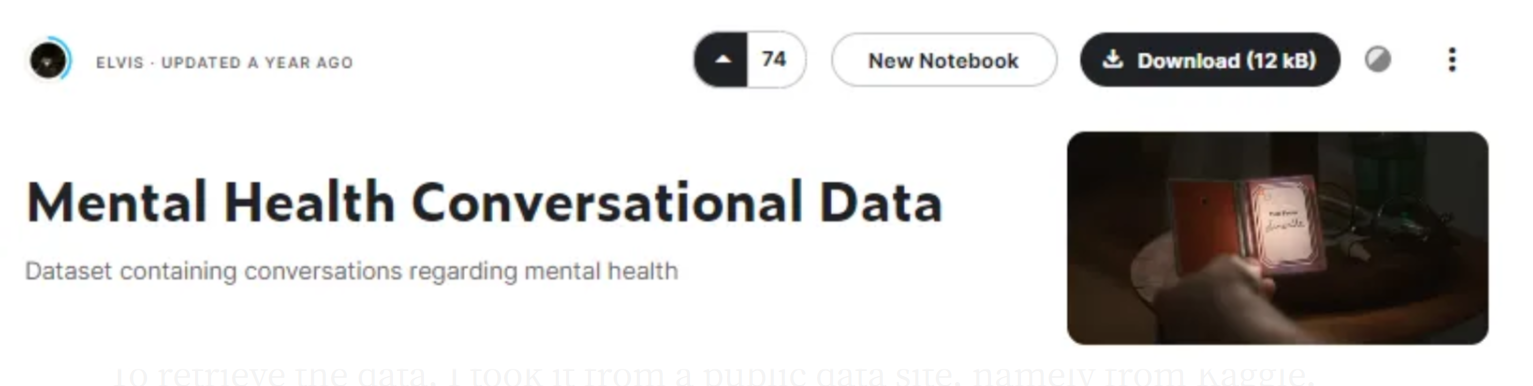 ELVIS · UPDATED A YEAR AGO
74
New Notebook
Download (12 kB)
Mental Health Conversational Data
Dataset containing conversations regarding mental health
To retrieve the data, I took it from a public data site, namely from Kaggle.